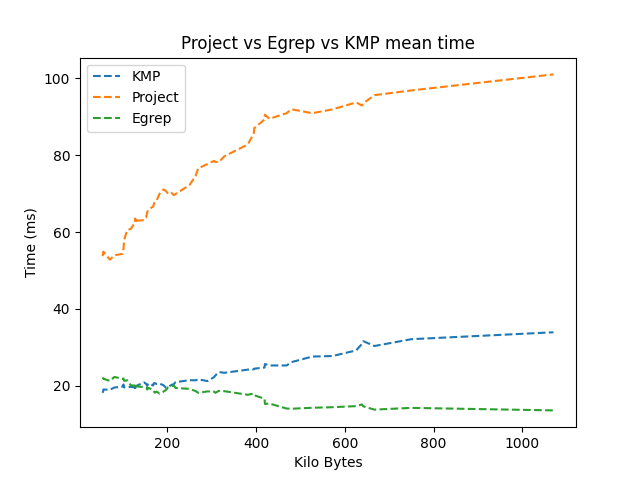 Project vs Egrep vs KMP mean time
KMP
Project
Egrep
100
80
60
40
20
Time (ms)
200 400 600 800 1000
Kilo Bytes